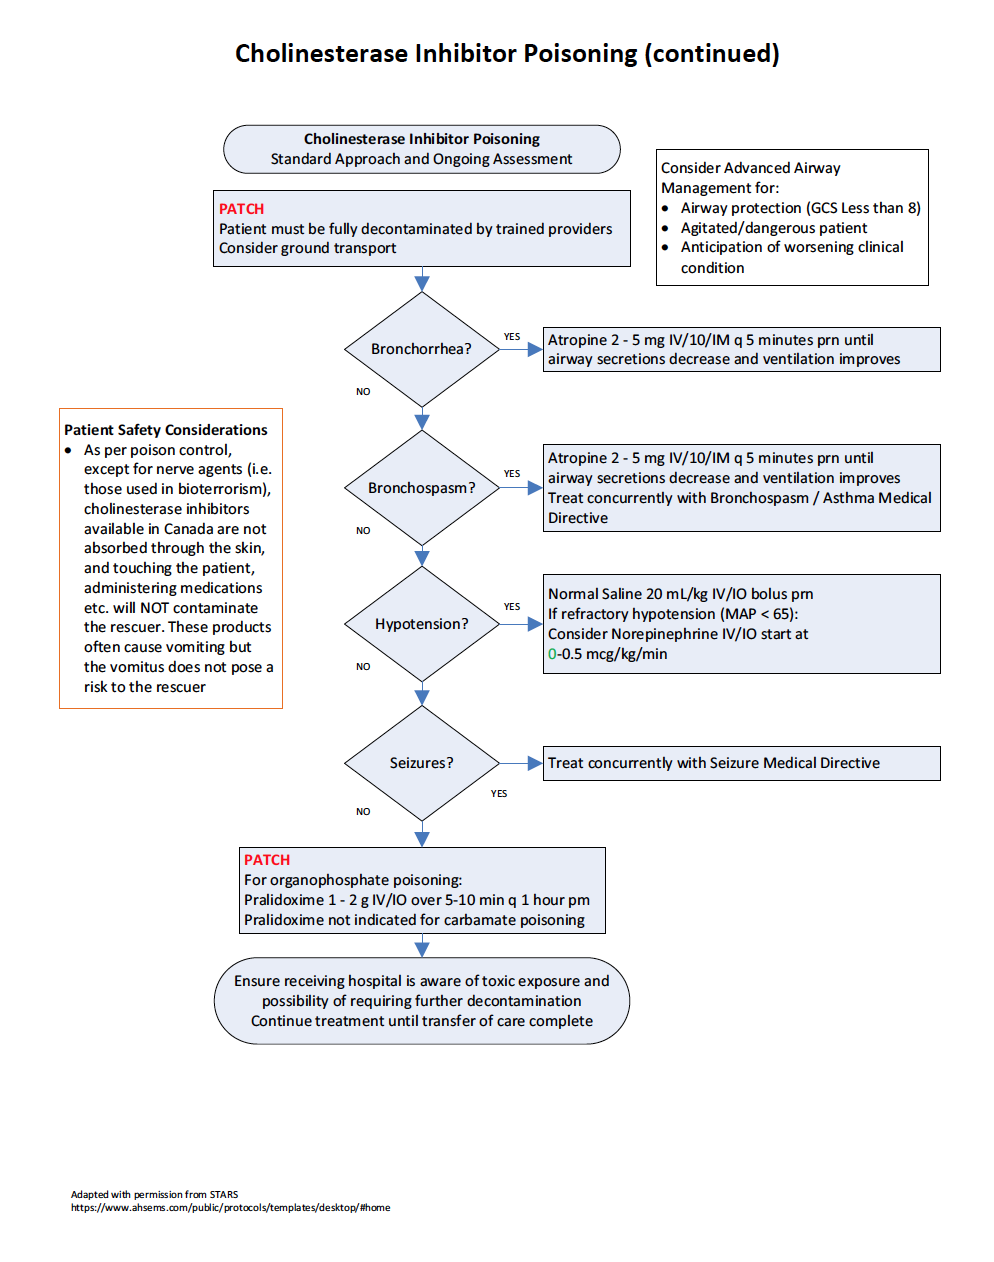 Cholinesterase Inhibitor Poisoning (continued)
Cholinesterase Inhibitor Poisoning
Standard Approach and Ongoing Assessment
Consider Advanced Airway
Management for:
• Airway protection (GCS Less than 8)
• Agitated/dangerous patient
• Anticipation of worsening clinical
condition
PATCH
Patient must be fully decontaminated by trained providers
Consider ground transport
Bronchorrhea?
YES
Atropine 2 - 5 mg IV/10/IM q 5 minutes prn until
airway secretions decrease and ventilation improves
NO
Patient Safety Considerations
• As per poison control,
except for nerve agents (i.e.
those used in bioterrorism),
cholinesterase inhibitors
available in Canada are not
absorbed through the skin,
and touching the patient,
administering medications
etc. will NOT contaminate
the rescuer. These products
often cause vomiting but
the vomitus does not pose a
risk to the rescuer
Bronchospasm?
YES
Atropine 2 - 5 mg IV/10/IM q 5 minutes prn until
airway secretions decrease and ventilation improves
Treat concurrently with Bronchospasm / Asthma Medical
Directive
NO
Hypotension?
YES
Normal Saline 20 mL/kg IV/IO bolus prn
If refractory hypotension (MAP < 65):
Consider Norepinephrine IV/IO start at
0-0.5 mcg/kg/min
NO
Seizures?
YES
Treat concurrently with Seizure Medical Directive
NO
PATCH
For organophosphate poisoning:
Pralidoxime 1 - 2 g IV/IO over 5-10 min q 1 hour pm
Pralidoxime not indicated for carbamate poisoning
Ensure receiving hospital is aware of toxic exposure and
possibility of requiring further decontamination
Continue treatment until transfer of care complete
Adapted with permission from STARS
https://www.ahsems.com/public/protocols/templates/desktop/#home